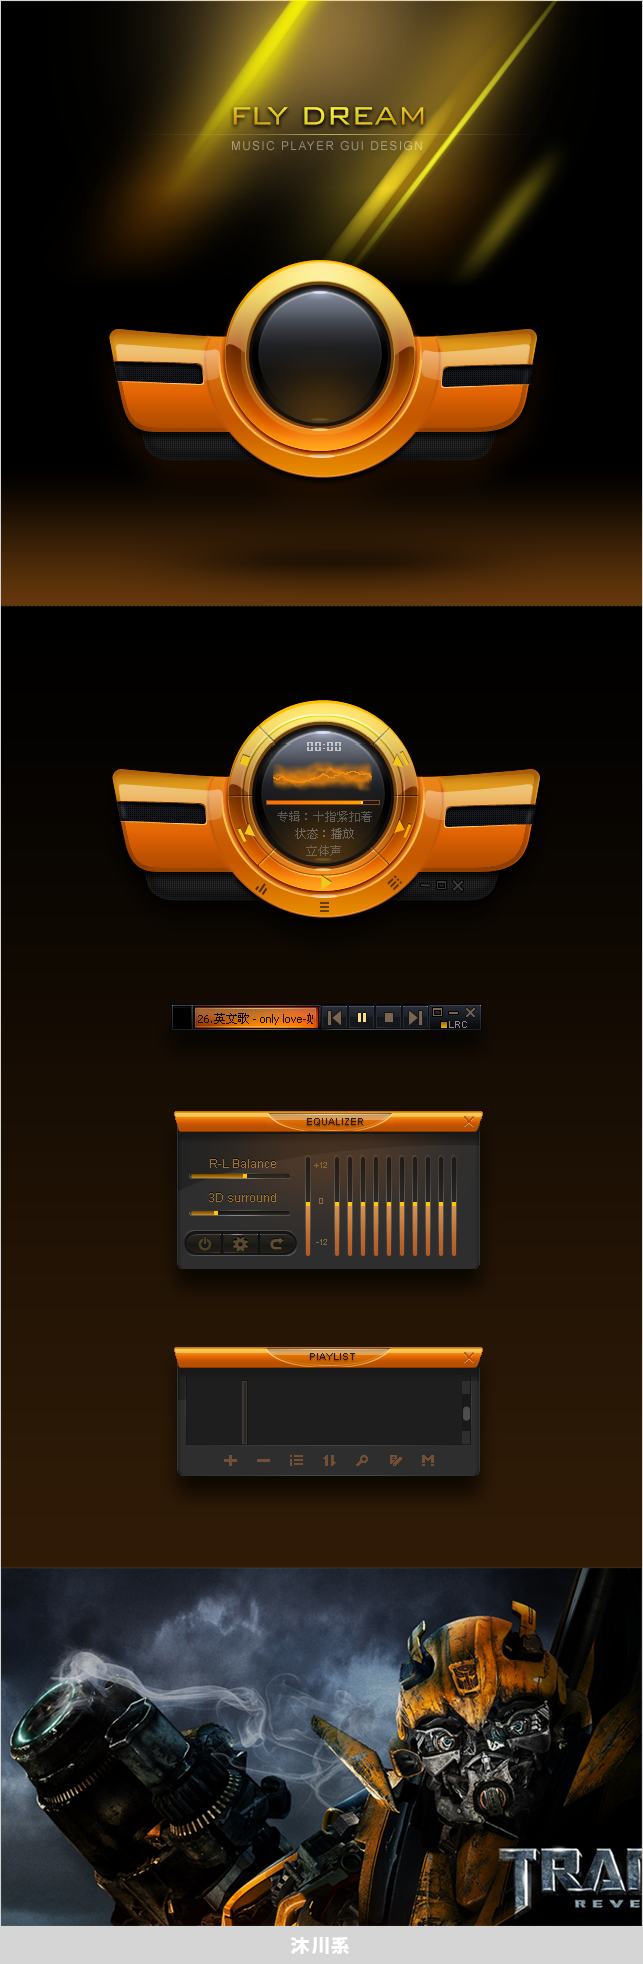 FLY DREAM
MUSIC PLAYER GUI DESIGN
00:00
专辑：十指紧扣著
状态：播放
立体声
26.英文歌 - only love-
LRC
EQUALIZER
R-L Balance
+12
3D surround
0
-12
PIAYLIST
TRA
REVE
沐川系